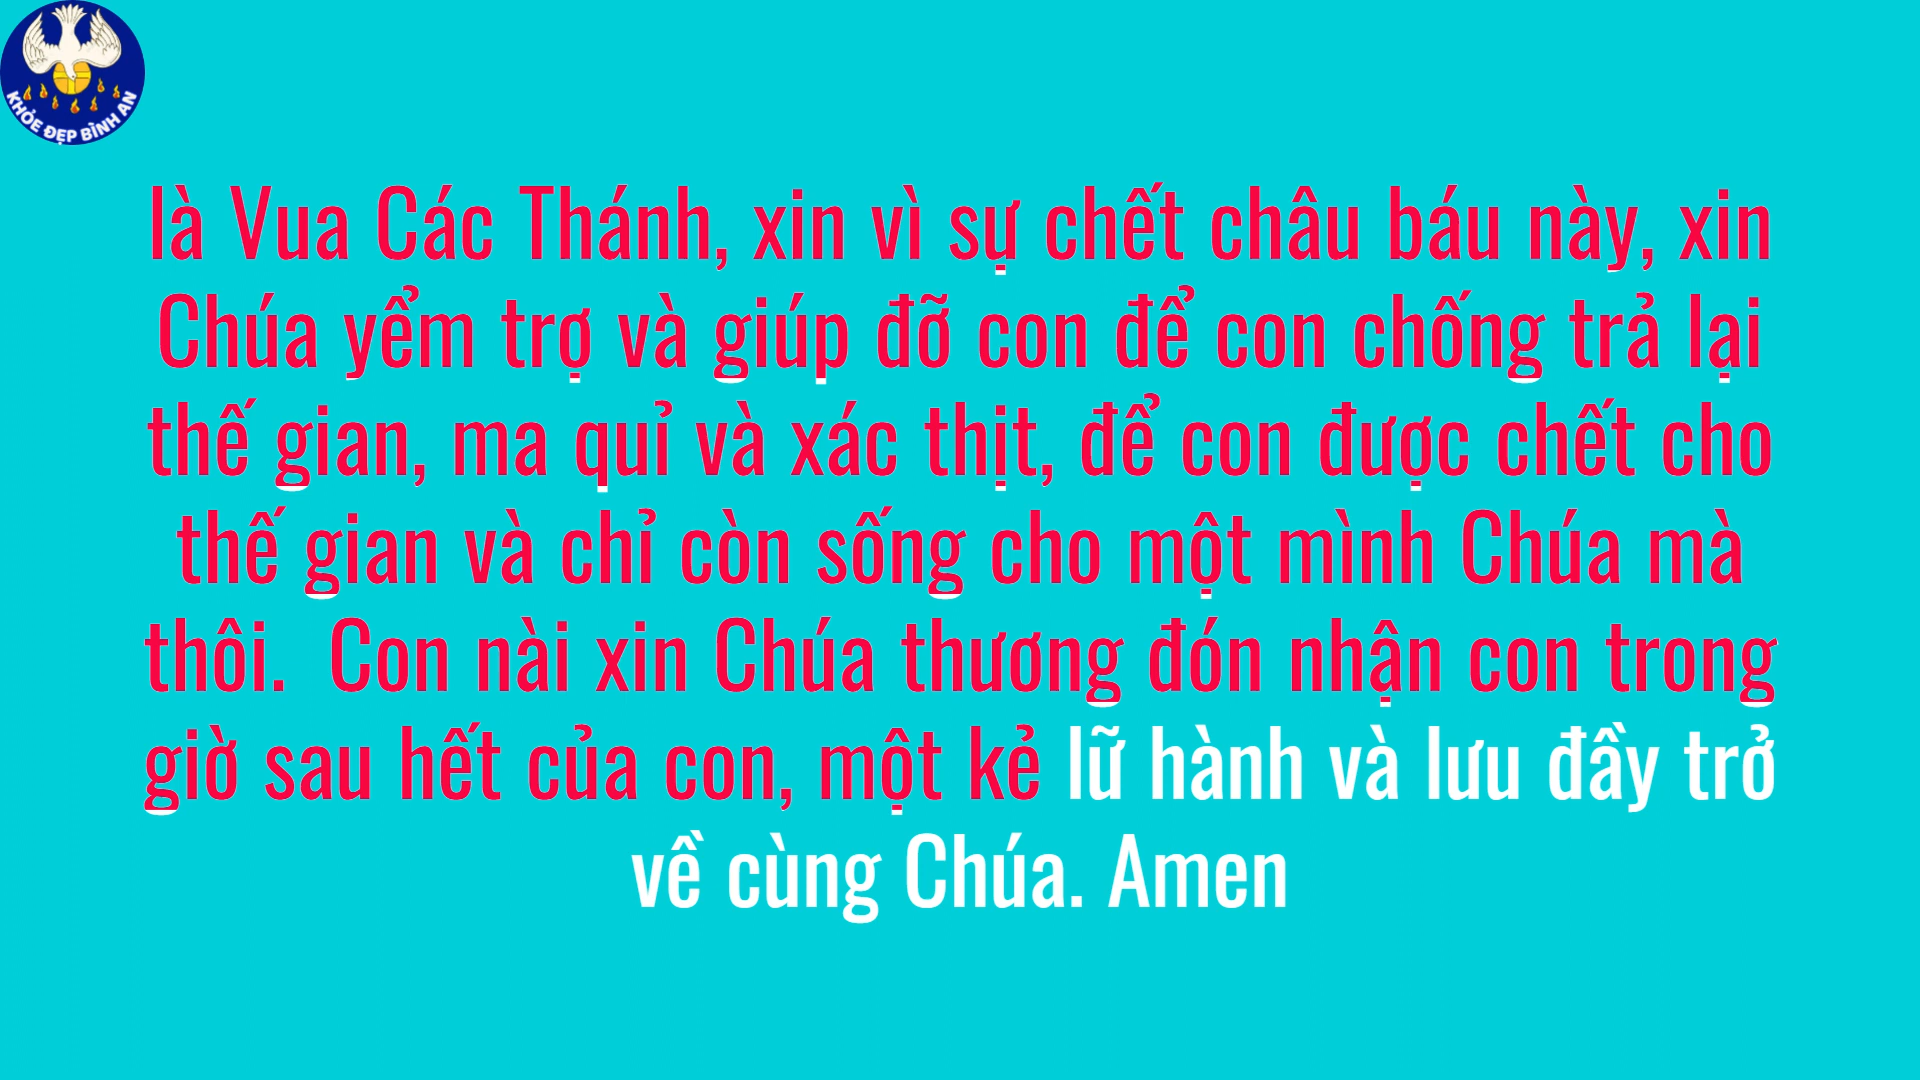 KHỎE ĐẸP BÌNH AN
là Vua Các Thánh, xin vì sự chết châu báu này, xin
Chúa yểm trợ và giúp đỡ con để con chống trả lại
thế gian, ma quỉ và xác thịt, để con được chết cho
thế gian và chỉ còn sống cho một mình Chúa mà
thôi.  Con nài xin Chúa thương đón nhận con trong
giờ sau hết của con, một kẻ lữ hành và lưu đầy trở
về cùng Chúa. Amen